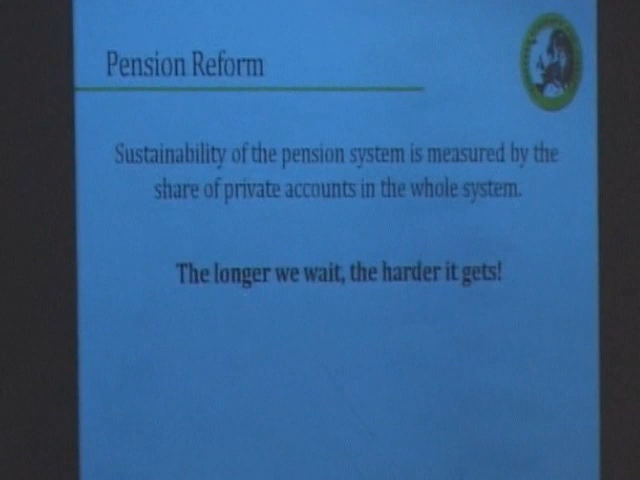 Pension Reform
Sustainability of the pension system is measured by the
share of private accounts in the whole system.
The longer we wait, the harder it gets!